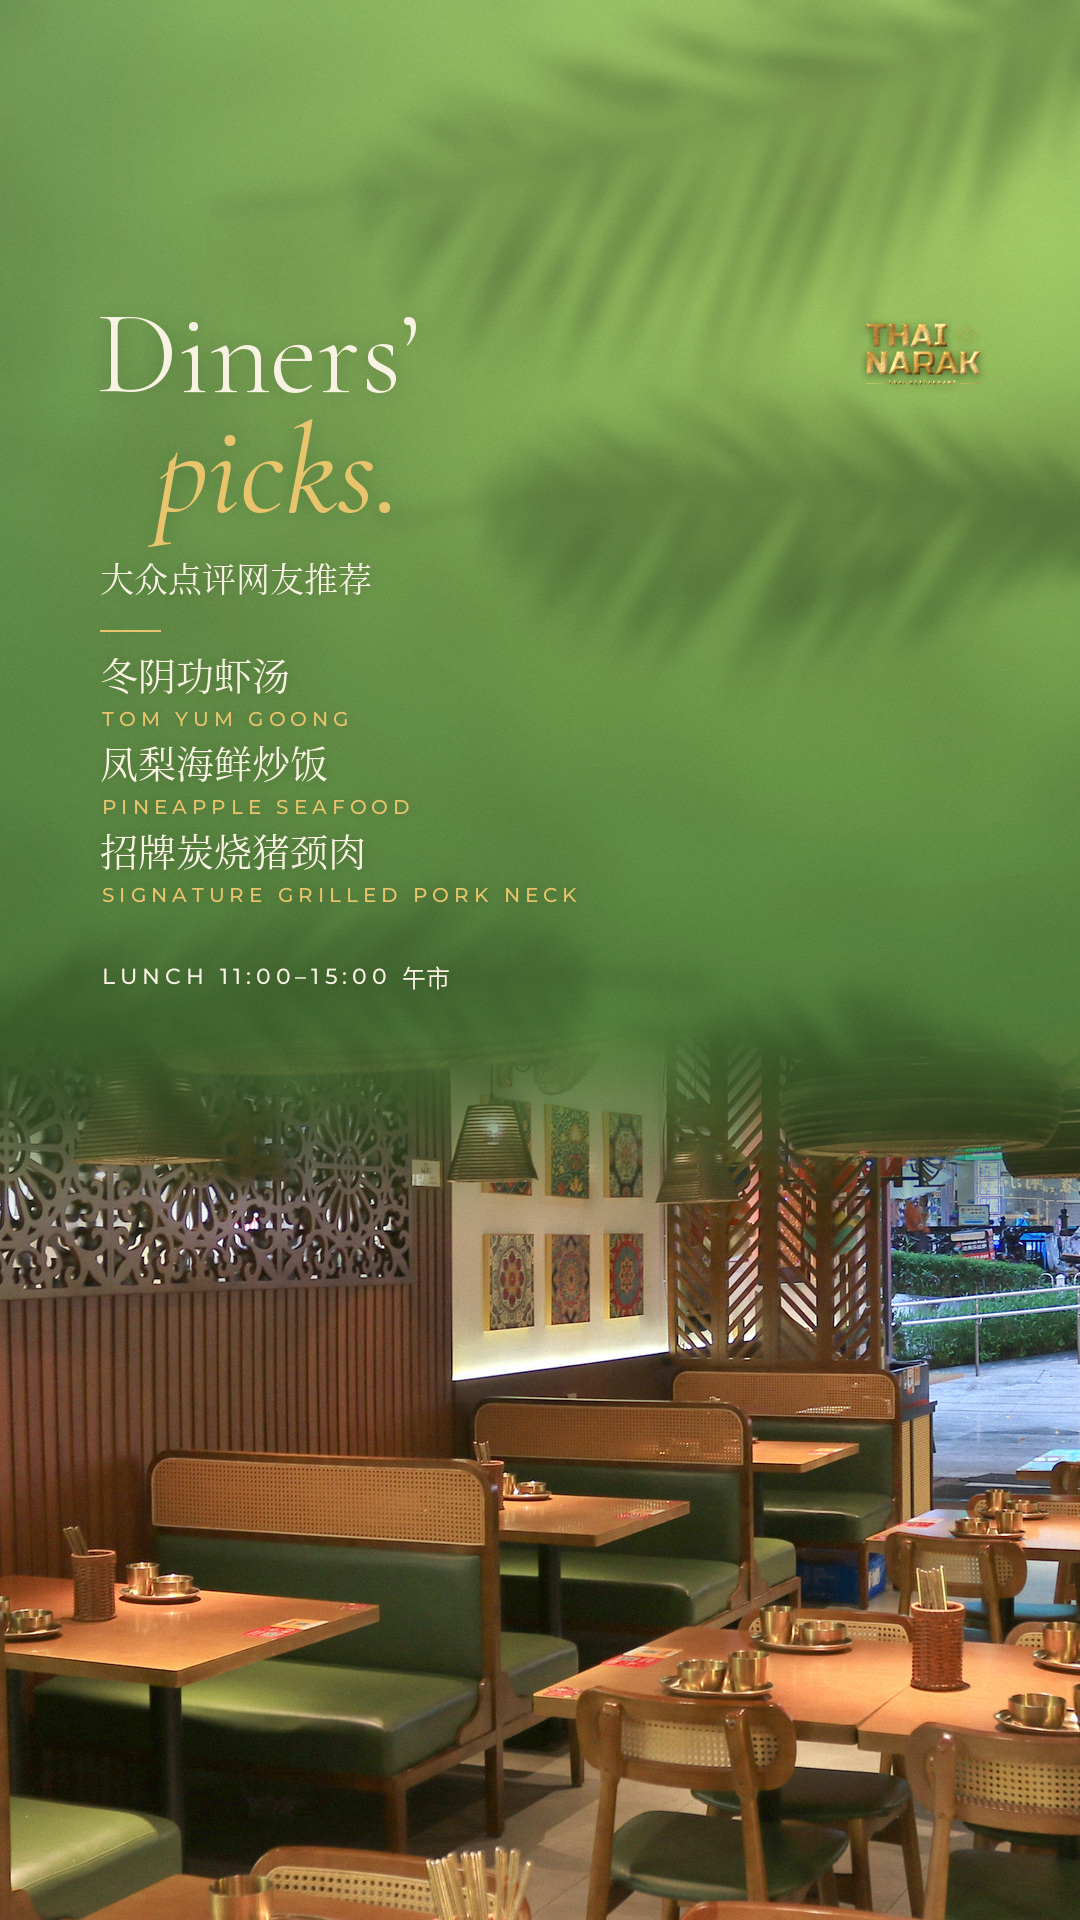 Diners’
picks.
THAI
NARAK
THAI RESTAURANT
大众点评网友推荐
冬阴功虾汤
TOM YUM GOONG
凤梨海鲜炒饭
PINEAPPLE SEAFOOD
招牌炭烧猪颈肉
SIGNATURE GRILLED PORK NECK
LUNCH 11:00–15:00 午市